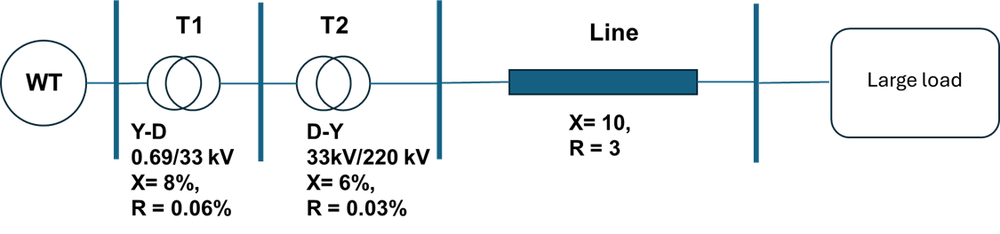 T1
T2
Line
WT
Large load
Y-D
0.69/33 kV
X= 8%,
R = 0.06%
D-Y
33kV/220 kV
X= 6%,
R = 0.03%
X= 10,
R = 3